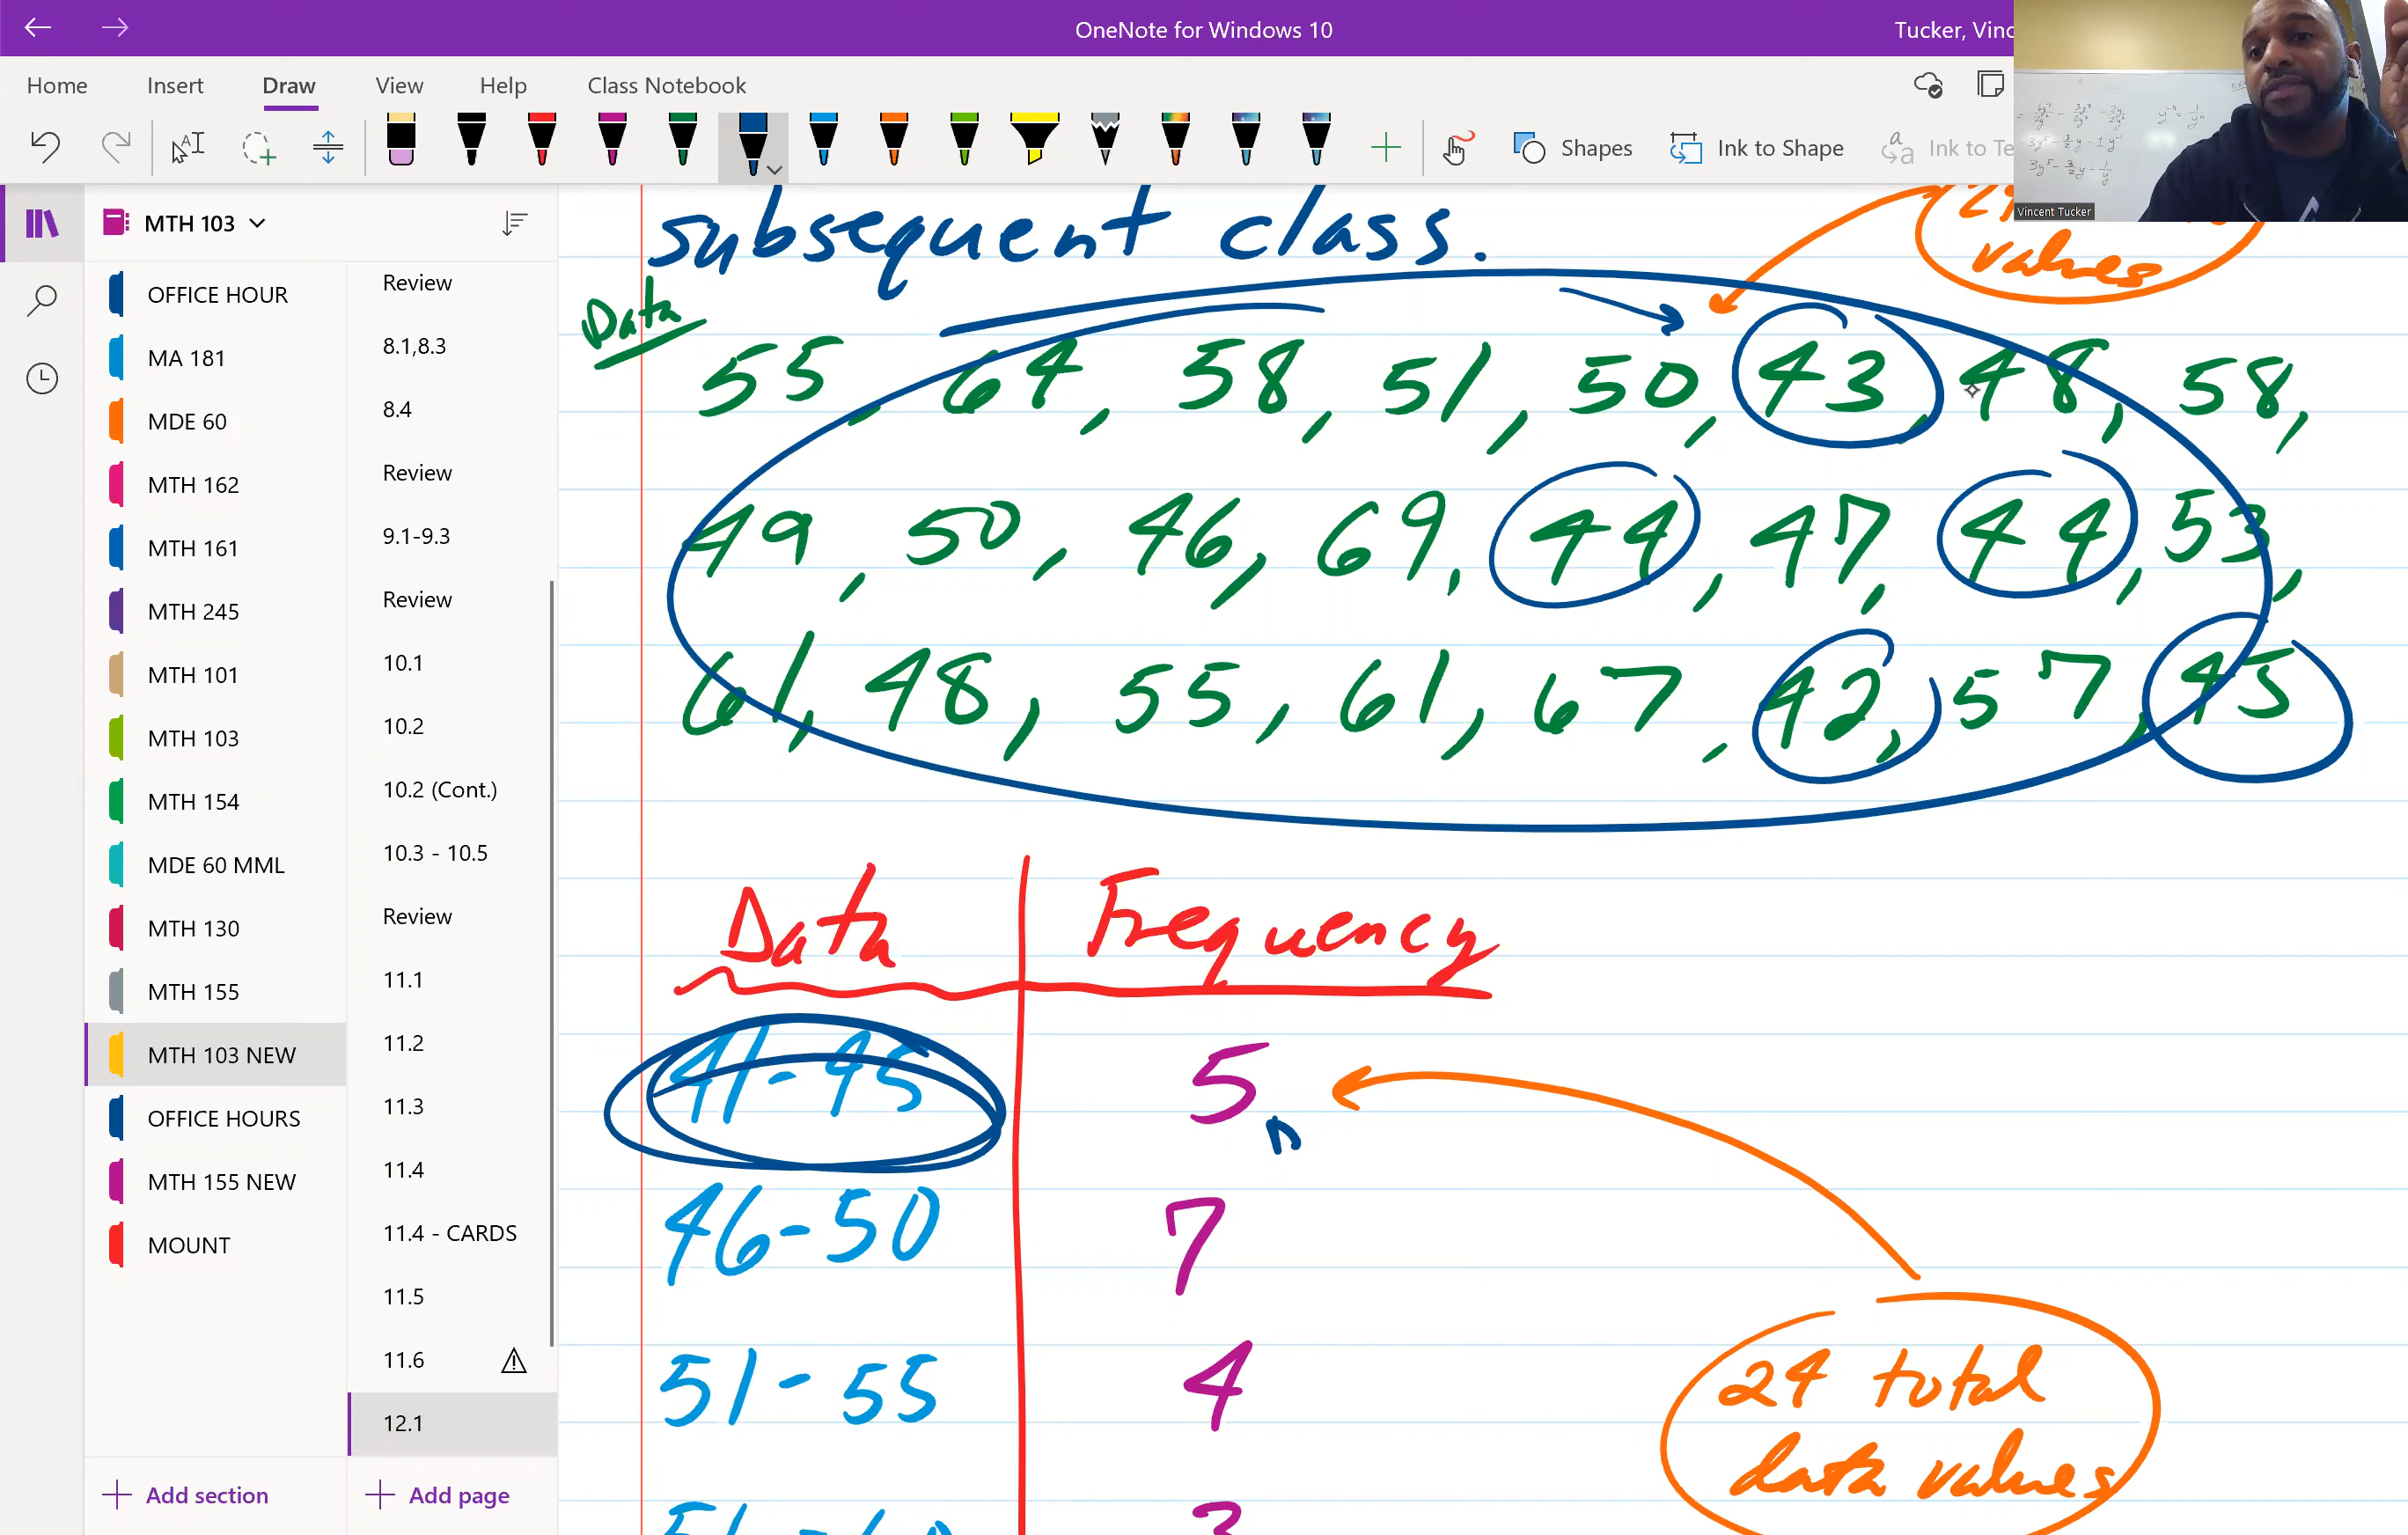 OneNote for Windows 10
Tucker, Vinc
Home Insert Draw View Help Class Notebook
Shapes Ink to Shape Ink to Te
Vincent Tucker
MTH 103
OFFICE HOUR
MA 181
MDE 60
MTH 162
MTH 161
MTH 245
MTH 101
MTH 103
MTH 154
MDE 60 MML
MTH 130
MTH 155
MTH 103 NEW
OFFICE HOURS
MTH 155 NEW
MOUNT
Add section
Review
8.1,8.3
8.4
Review
9.1-9.3
Review
10.1
10.2
10.2 (Cont.)
10.3 - 10.5
Review
11.1
11.2
11.3
11.4
11.4 - CARDS
11.5
11.6
12.1
Add page
subsequent class.
values
Data
55, 64, 58, 51, 50, 43, 48, 58,
49, 50, 46, 69, 44, 47, 44, 53,
61, 48, 55, 61, 67, 42, 57, 45
Data Frequency
41-45 5
46-50 7
51-55 4
24 total
data values